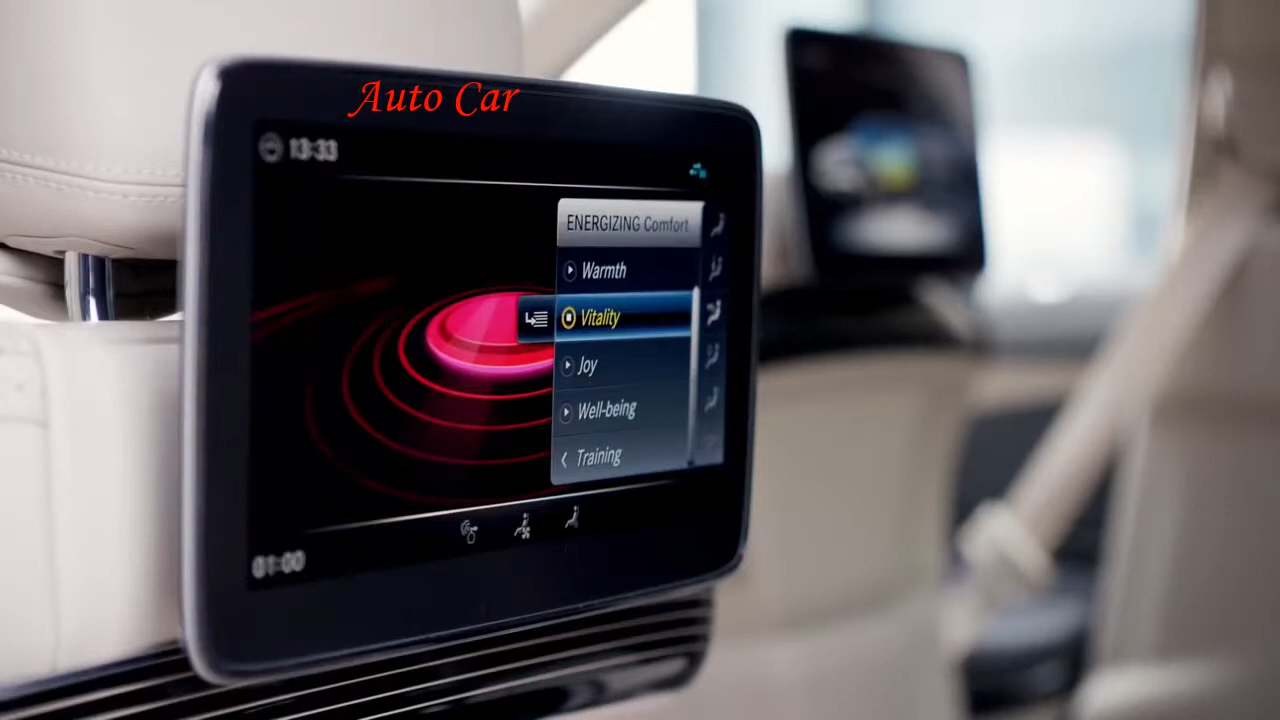 Auto Car
13:33
ENERGIZING Comfort
Warmth
Vitality
Joy
Well-being
Training
01:00